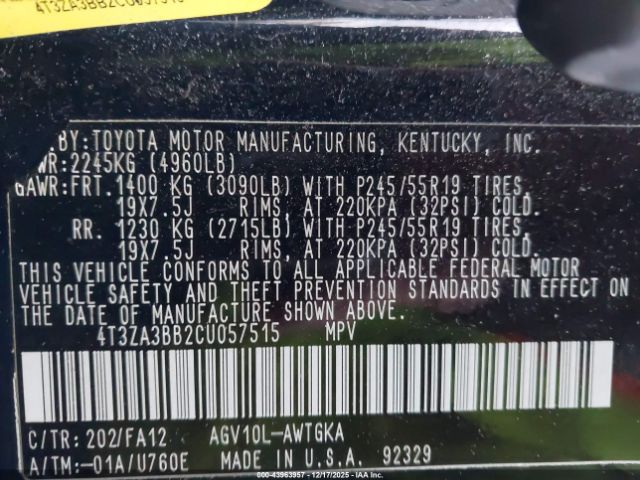 4T3ZA3BB2CU057515
BY:TOYOTA MOTOR MANUFACTURING, KENTUCKY, INC.
WR:2245KG (4960LB)
GAWR:FRT. 1400 KG (3090LB) WITH P245/55R19 TIRES,
19X7.5J RIMS, AT 220KPA (32PSI) COLD.
RR. 1230 KG (2715LB) WITH P245/55R19 TIRES,
19X7.5J RIMS, AT 220KPA (32PSI) COLD.
THIS VEHICLE CONFORMS TO ALL APPLICABLE FEDERAL MOTOR
VEHICLE SAFETY AND THEFT PREVENTION STANDARDS IN EFFECT ON
THE DATE OF MANUFACTURE SHOWN ABOVE.
4T3ZA3BB2CU057515 MPV
C/TR: 202/FA12 AGV10L-AWTGKA
A/TM:-01A/U760E MADE IN U.S.A. 92329
000-43963957 - 12/17/2025 - IAA Inc.